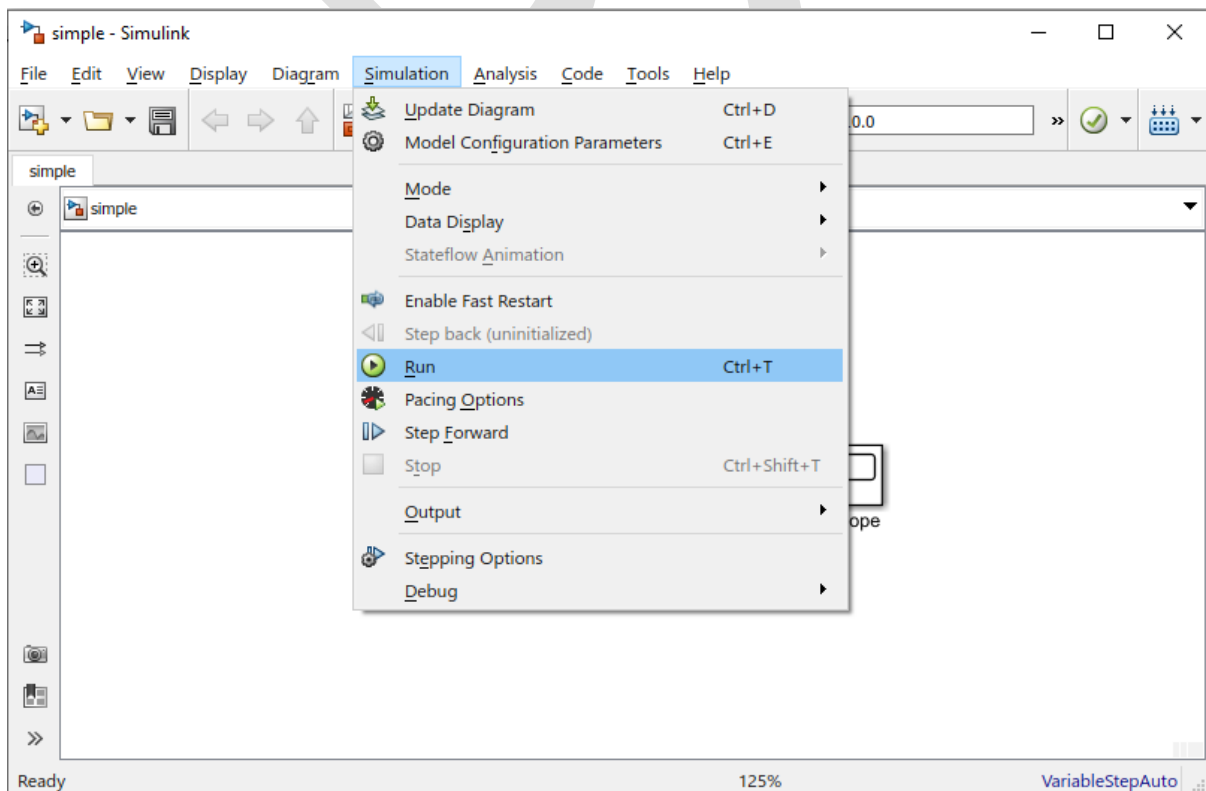 simple - Simulink
File Edit View Display Diagram Simulation Analysis Code Tools Help
Update Diagram Ctrl+D
.0.0
Model Configuration Parameters Ctrl+E
simple
Mode
simple
Data Display
Stateflow Animation
Enable Fast Restart
Step back (uninitialized)
Run Ctrl+T
Pacing Options
Step Forward
Stop Ctrl+Shift+T
Output
ope
Stepping Options
Debug
Ready 125% VariableStepAuto